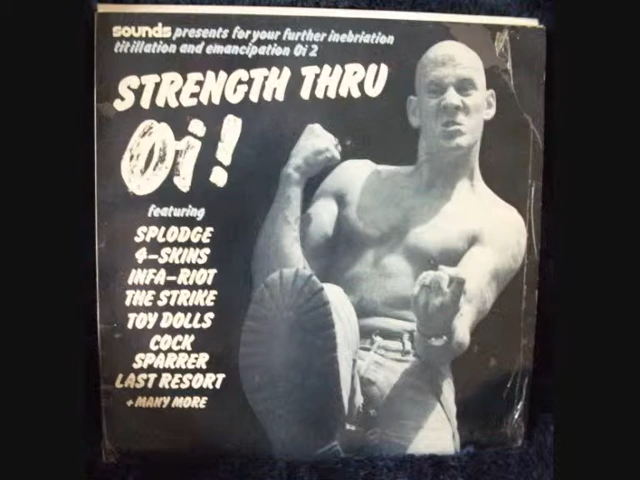 sounds presents for your further inebriation
titillation and emancipation Oi 2
STRENGTH THRU
Oi!
featuring
SPLODGE
4-SKINS
INFA-RIOT
THE STRIKE
TOY DOLLS
COCK
SPARRER
LAST RESORT
+ MANY MORE